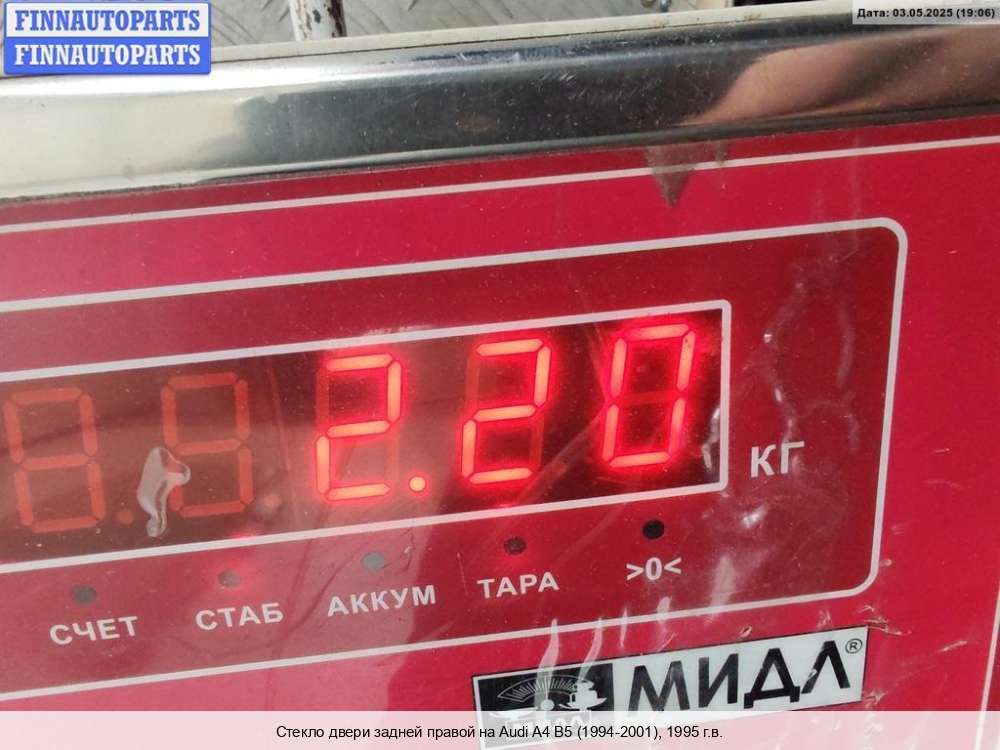 FINNAUTOPARTS
FINNAUTOPARTS
Дата: 03.05.2025 (19:06)
2.20
КГ
СЧЕТ СТАБ АККУМ ТАРА >0<
МИДЛ®
Стекло двери задней правой на Audi A4 B5 (1994-2001), 1995 г.в.